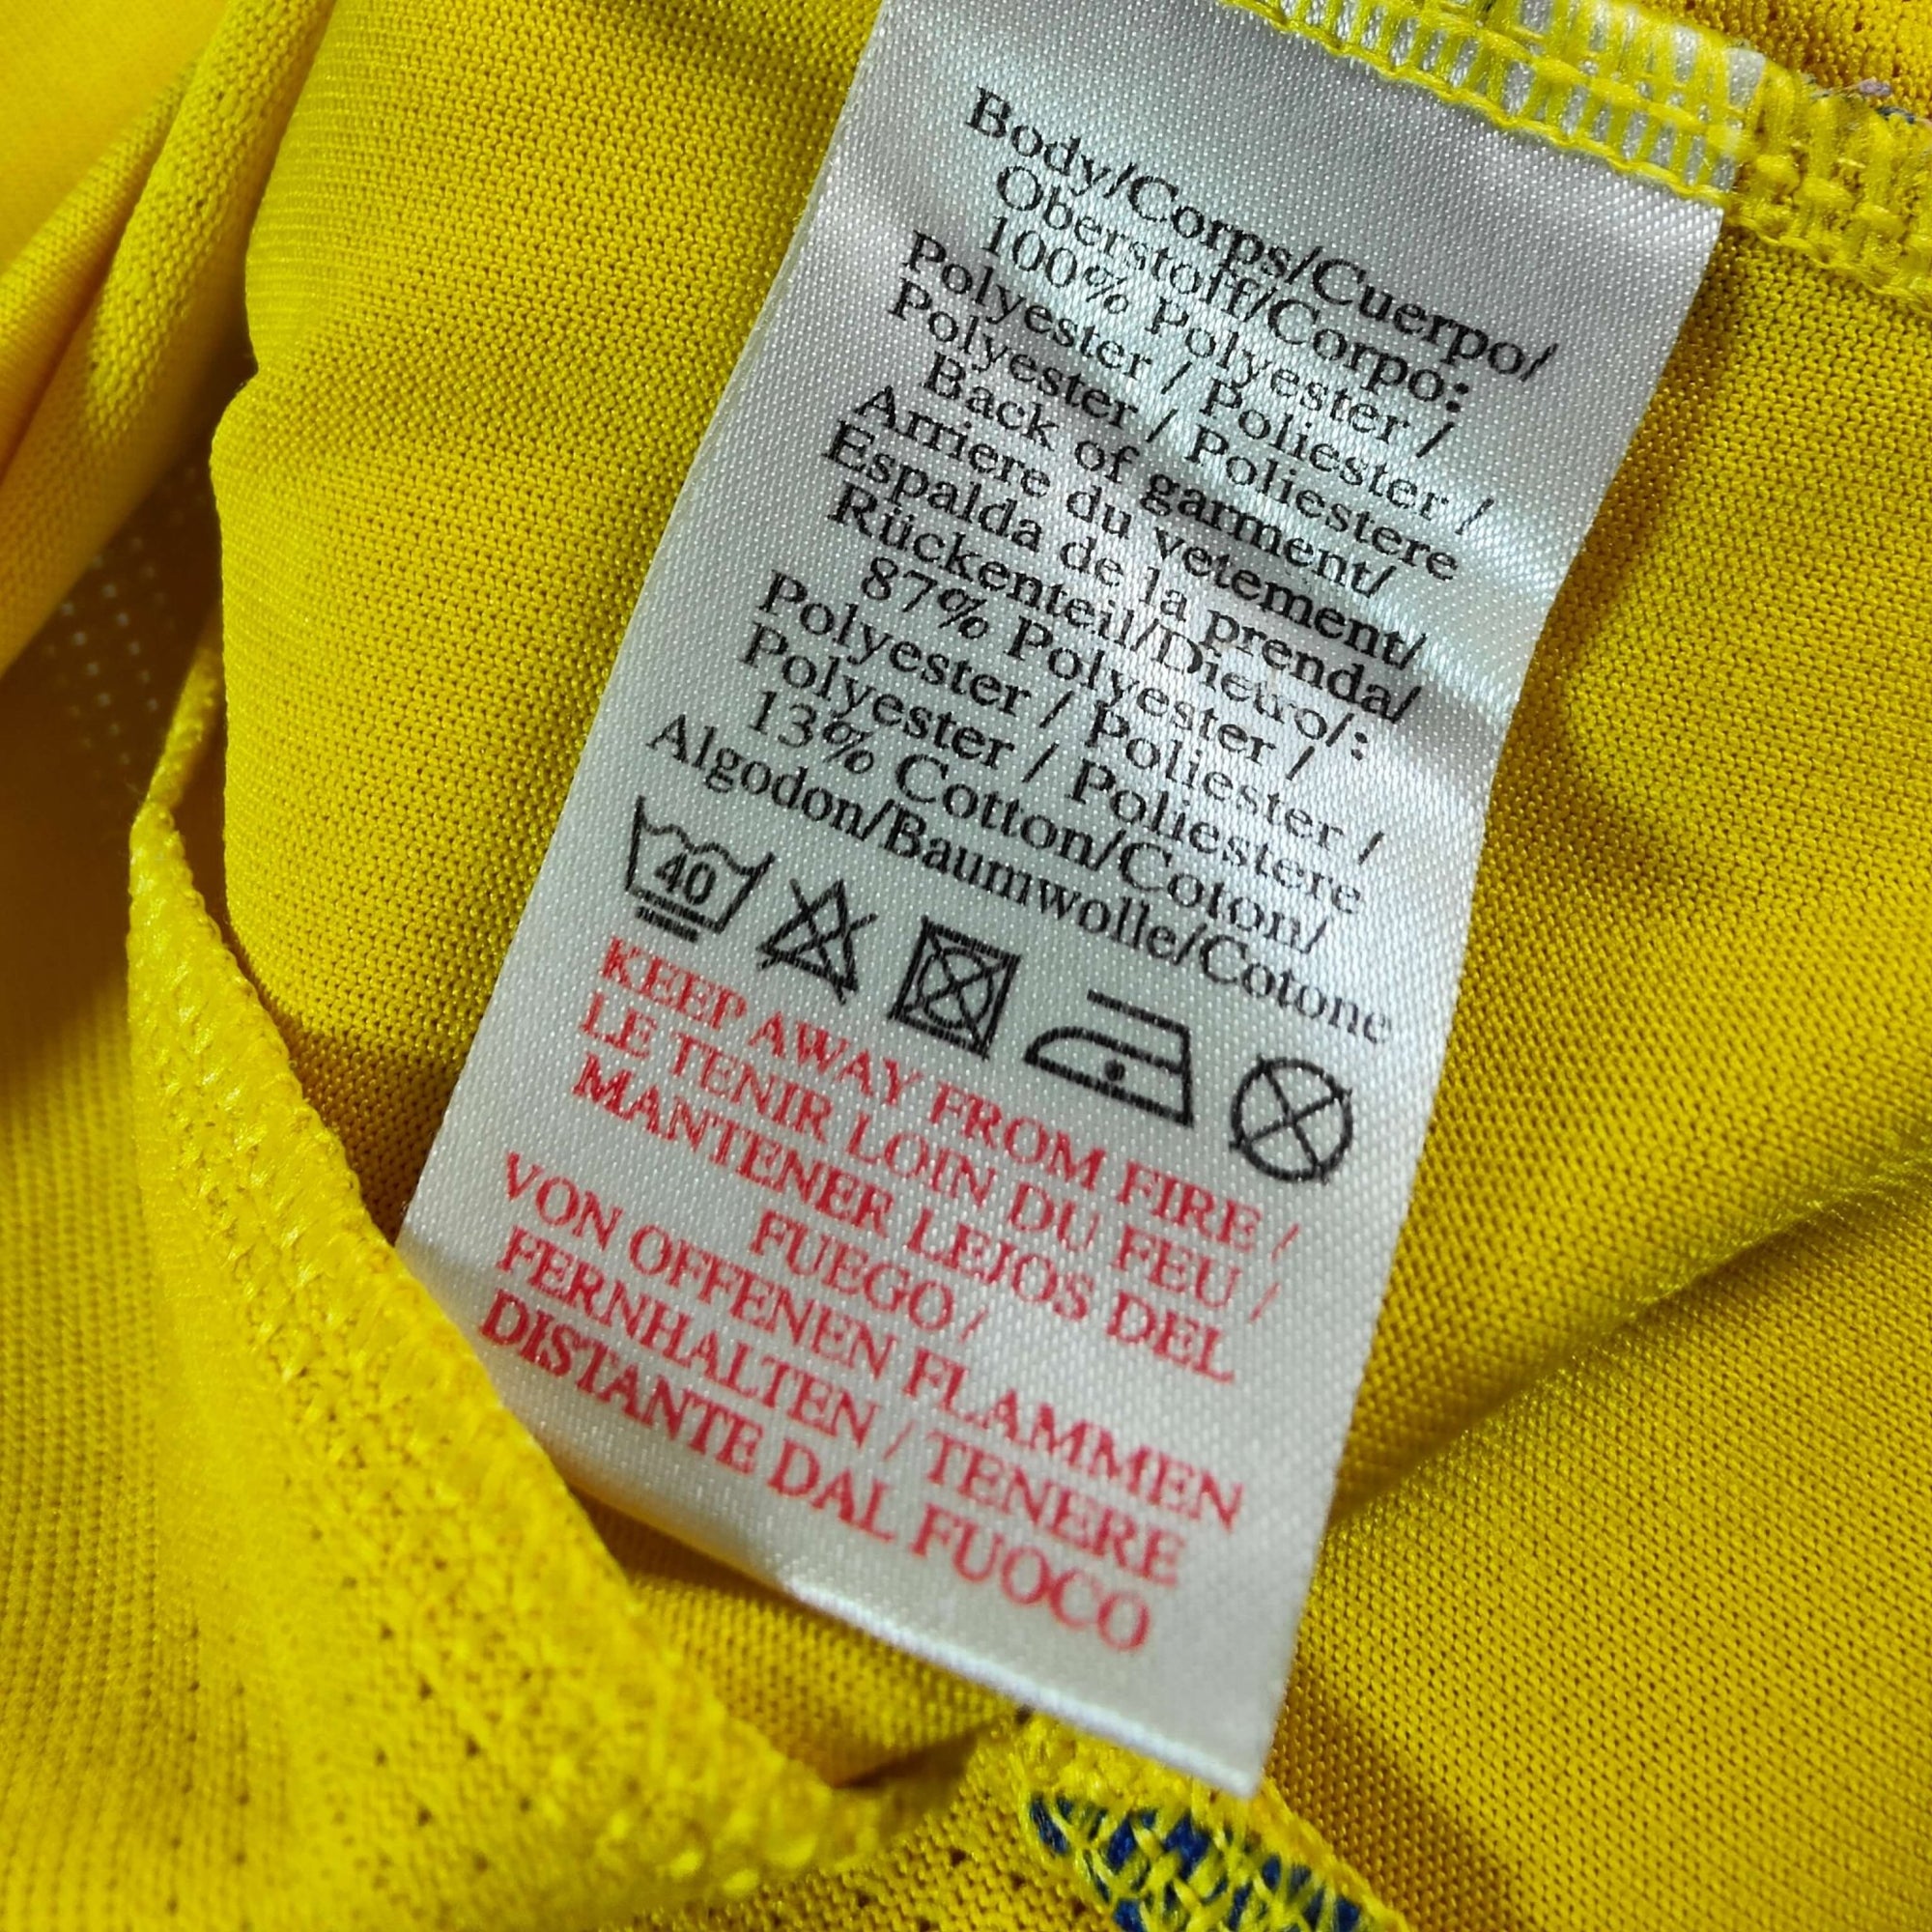 Body/Corps/Cuerpo/
Oberstoff/Corpo:
100% Polyester /
Polyester / Poliester /
Polyester / Poliestere
Back of garment/
Arriere du vetement/
Espalda de la prenda/
Rückenteil/Dietro/:
87% Polyester /
Polyester / Poliester /
Polyester / Poliestere
13% Cotton/Coton/
Algodon/Baumwolle/Cotone
40
KEEP AWAY FROM FIRE /
LE TENIR LOIN DU FEU /
MANTENER LEJOS DEL
FUEGO /
VON OFFENEN FLAMMEN
FERNHALTEN / TENERE
DISTANTE DAL FUOCO